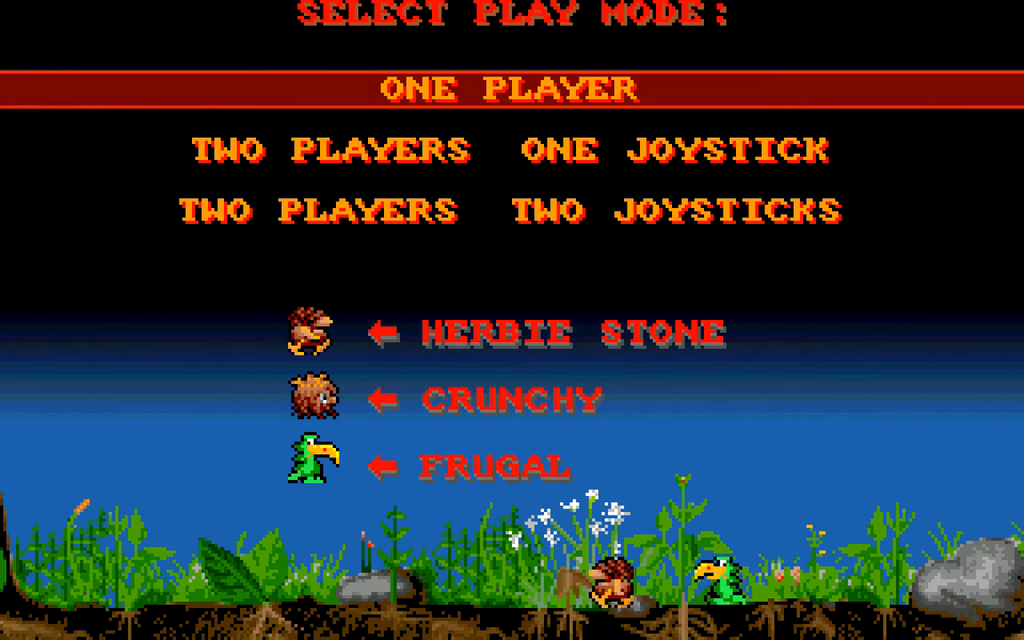 SELECT PLAY MODE:
ONE PLAYER
TWO PLAYERS ONE JOYSTICK
TWO PLAYERS TWO JOYSTICKS
← HERBIE STONE
← CRUNCHY
← FRUGAL